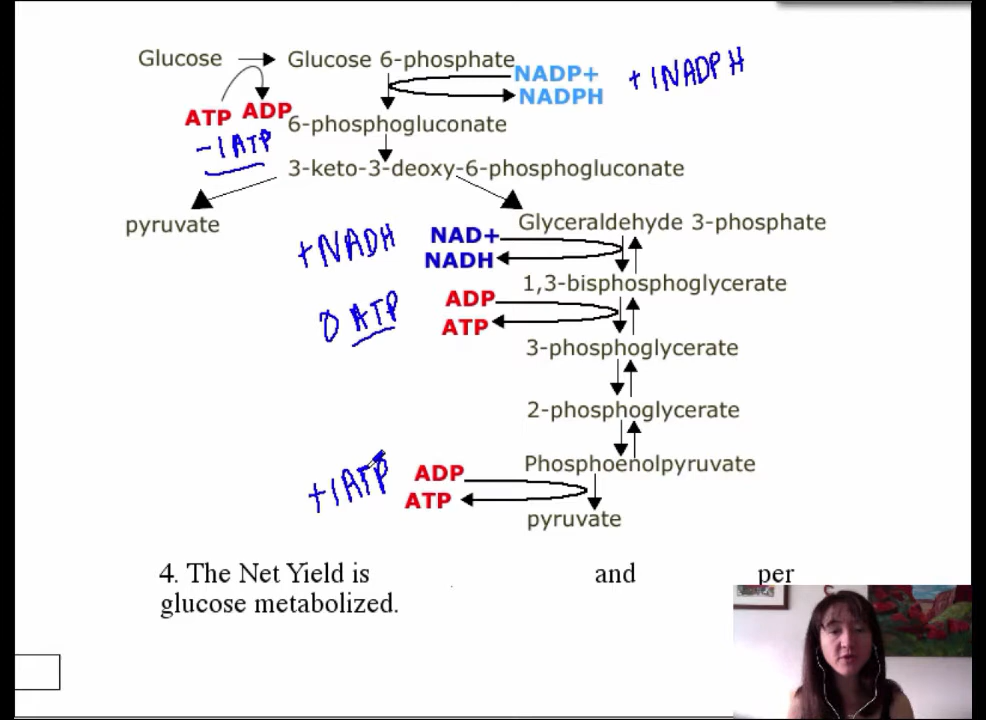 Glucose → Glucose 6-phosphate
NADP+
+1NADPH
NADPH
ATP ADP
6-phosphogluconate
-1ATP
3-keto-3-deoxy-6-phosphogluconate
pyruvate
Glyceraldehyde 3-phosphate
+NADH
NAD+
NADH
1,3-bisphosphoglycerate
0 ATP
ADP
ATP
3-phosphoglycerate
2-phosphoglycerate
Phosphoenolpyruvate
+1ATP
ADP
ATP
pyruvate
4. The Net Yield is and per
glucose metabolized.